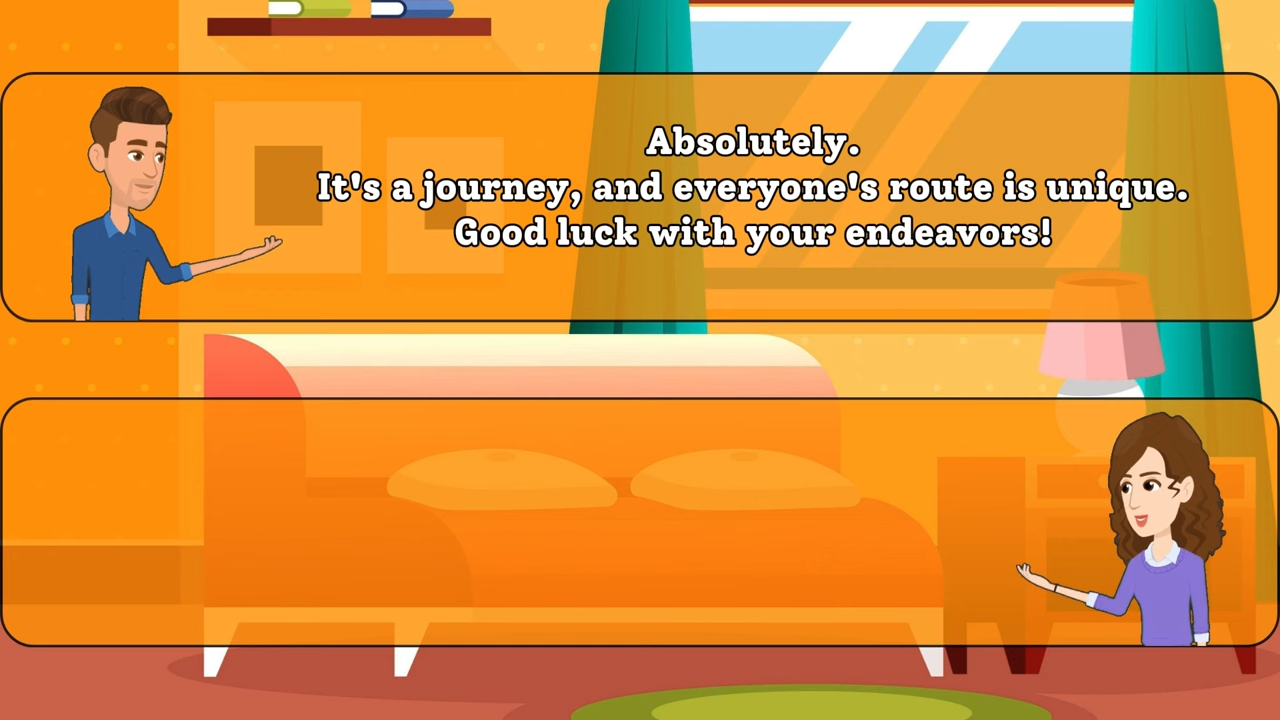 Absolutely.
It's a journey, and everyone's route is unique.
Good luck with your endeavors!